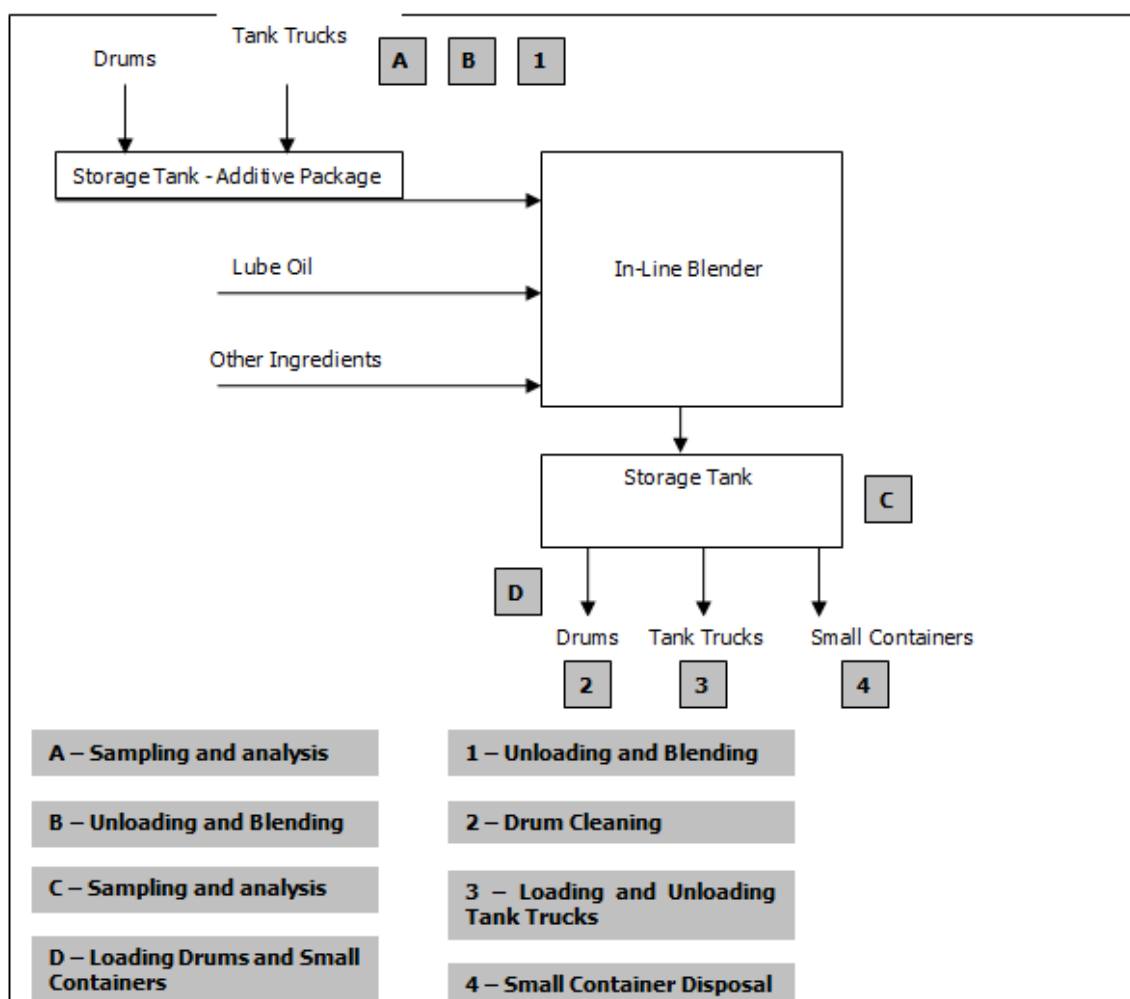 Tank Trucks
Drums
A
B
1
Storage Tank - Additive Package
In-Line Blender
Lube Oil
Other Ingredients
Storage Tank
C
D
Drums
Tank Trucks
Small Containers
2
3
4
A – Sampling and analysis
1 – Unloading and Blending
B – Unloading and Blending
2 – Drum Cleaning
C – Sampling and analysis
3 – Loading and Unloading
Tank Trucks
D – Loading Drums and Small
Containers
4 – Small Container Disposal